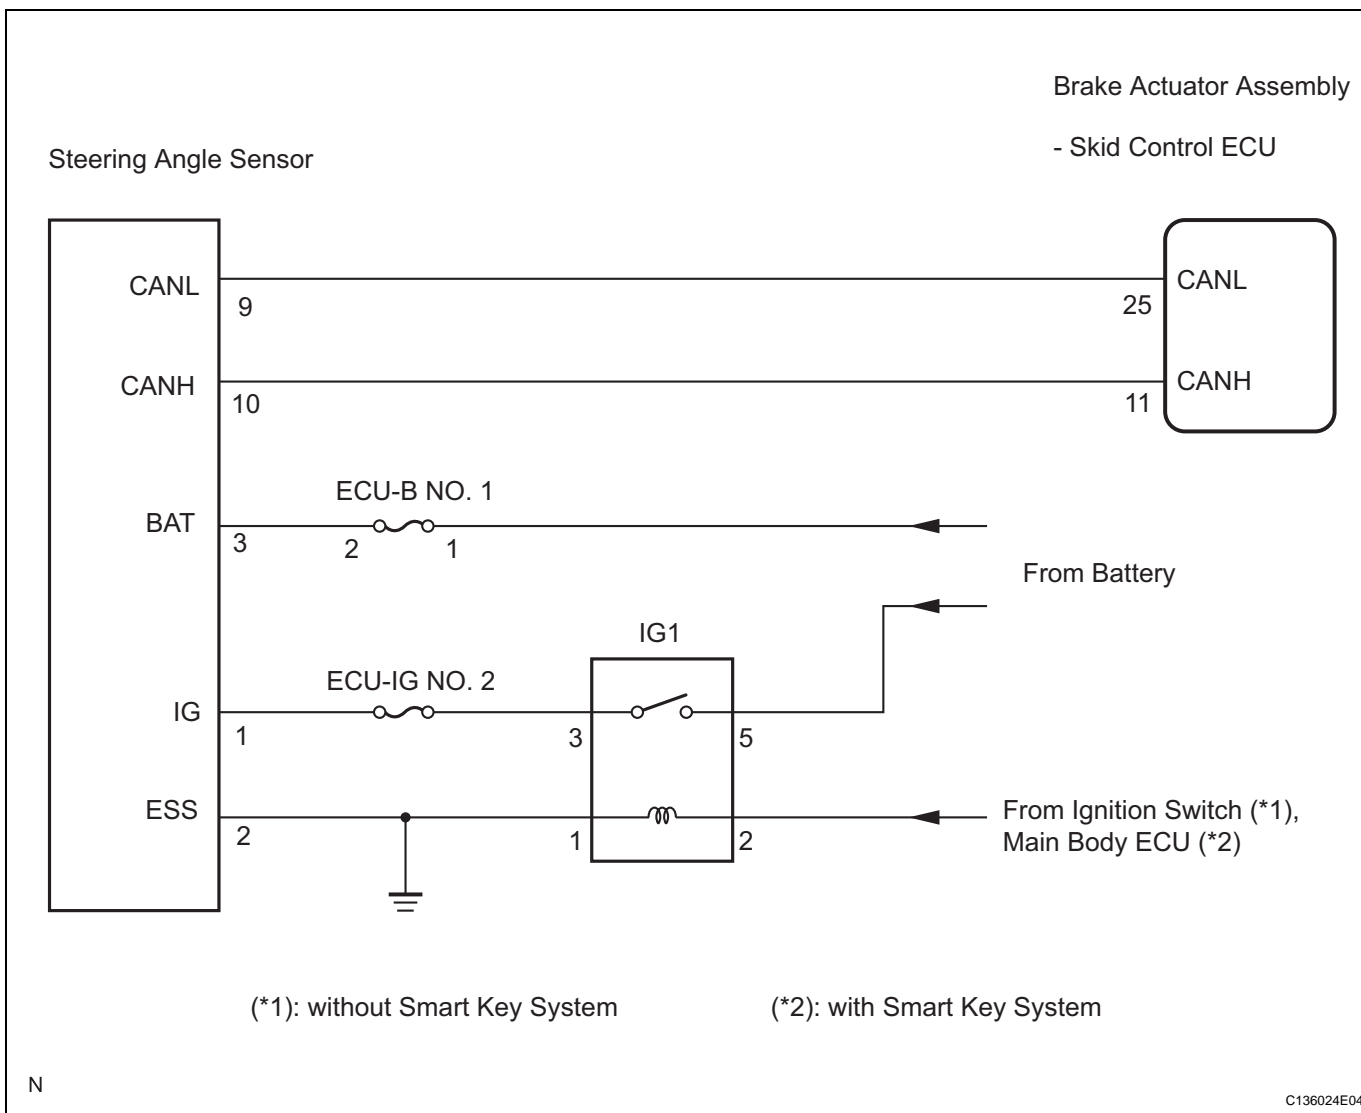 Brake Actuator Assembly
- Skid Control ECU
Steering Angle Sensor
CANL
9
25
CANL
CANH
10
11
CANH
ECU-B NO. 1
BAT
3
2
1
From Battery
IG1
ECU-IG NO. 2
IG
1
3
5
ESS
2
1
2
From Ignition Switch (*1),
Main Body ECU (*2)
(*1): without Smart Key System
(*2): with Smart Key System
N
C136024E04